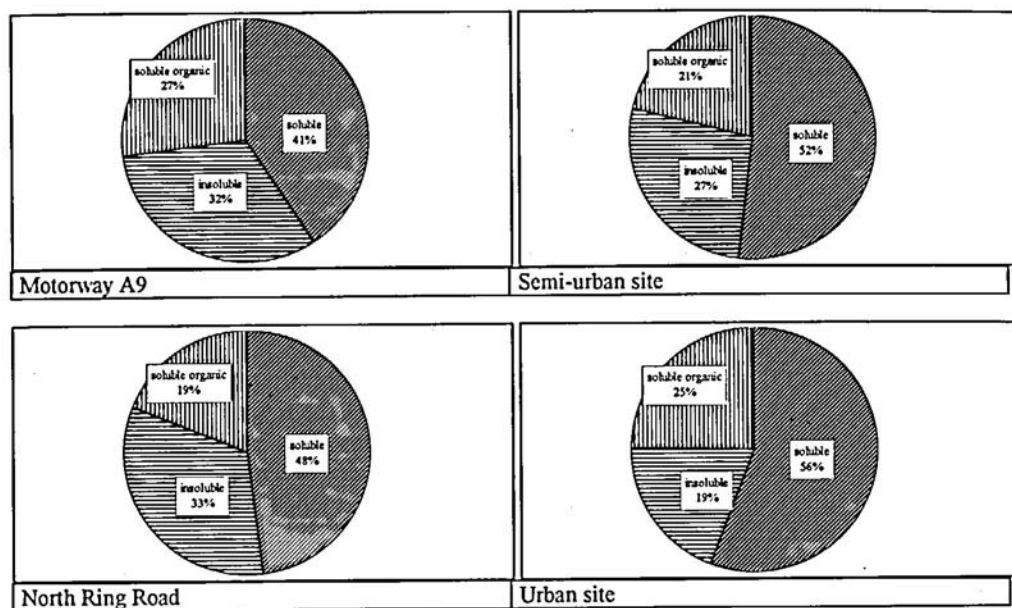 soluble organic
27%
soluble
41%
insoluble
32%
Motorway A9
soluble organic
21%
soluble
52%
insoluble
27%
Semi-urban site
soluble organic
19%
soluble
48%
insoluble
33%
North Ring Road
soluble organic
25%
soluble
56%
insoluble
19%
Urban site